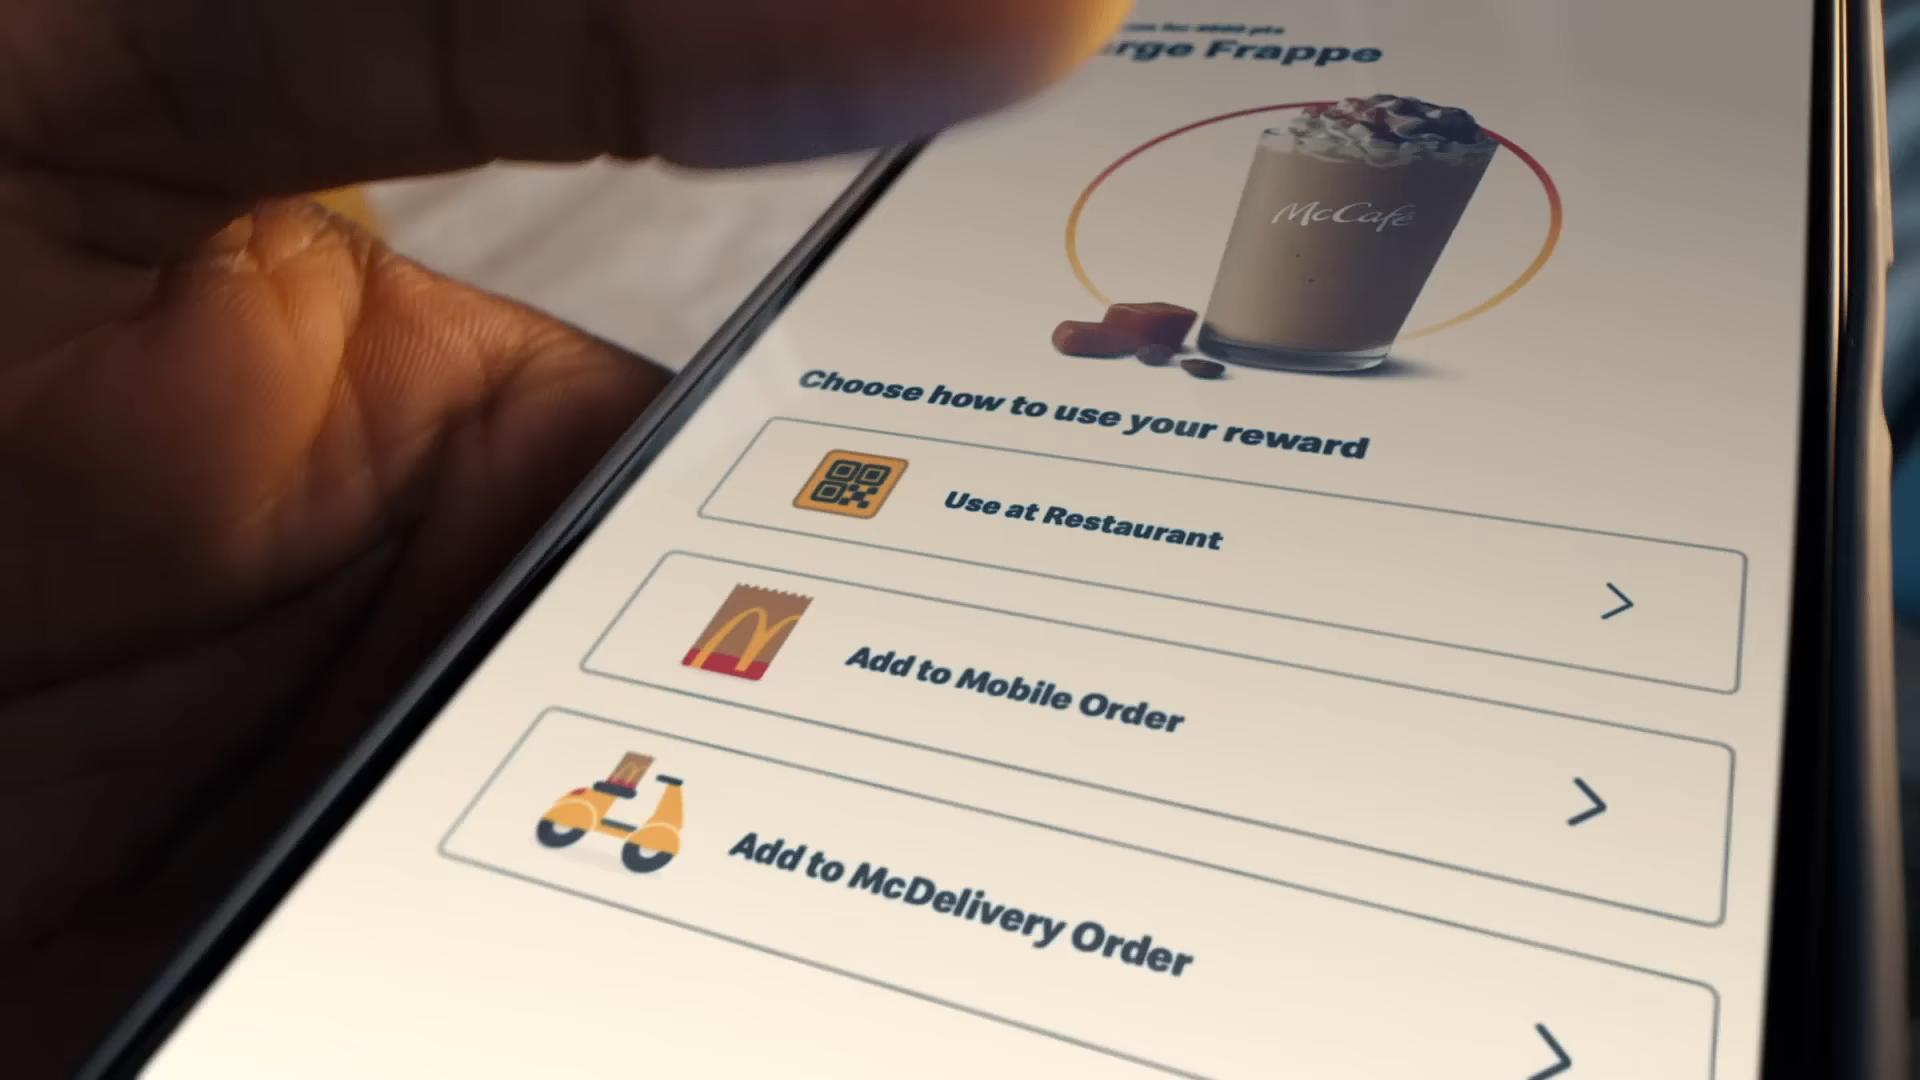 Frappe
McCafé
Choose how to use your reward
Use at Restaurant
Add to Mobile Order
Add to McDelivery Order